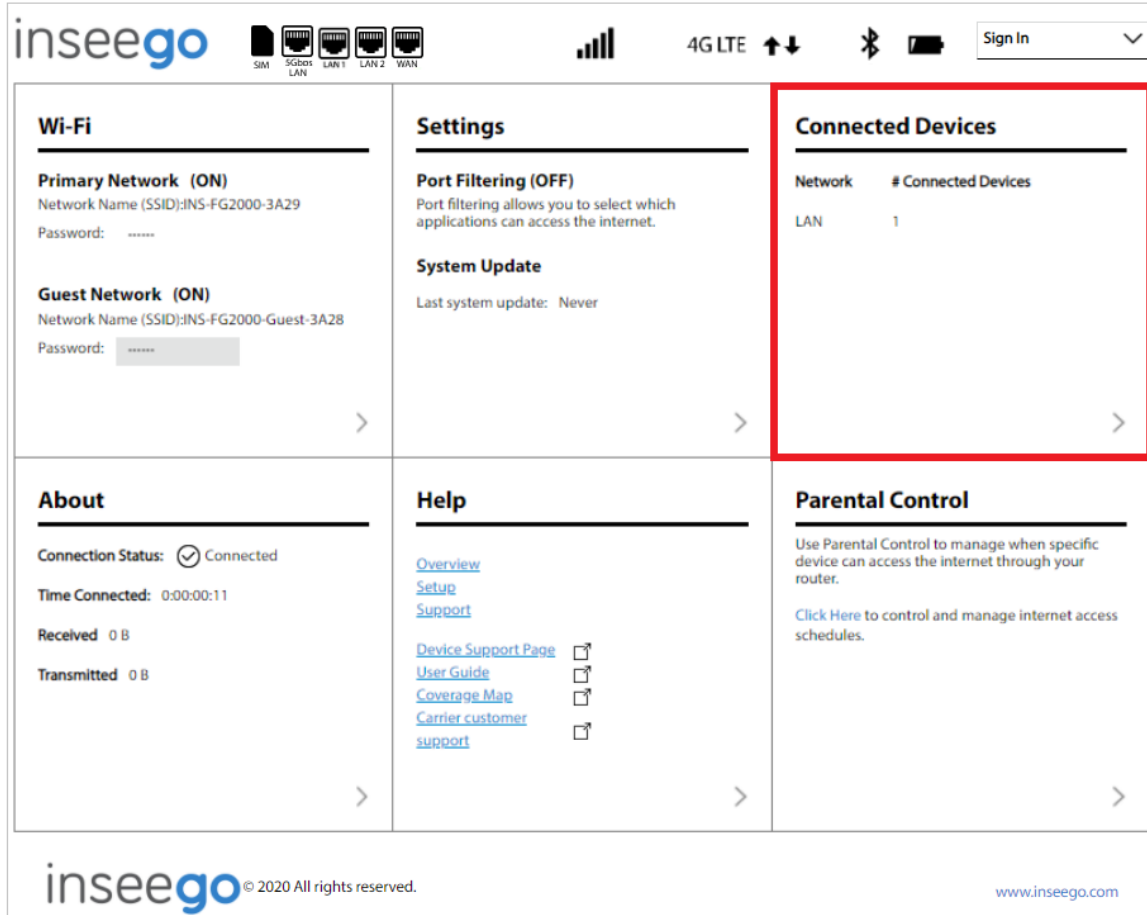 inseego
SIM
5Gbps
LAN
LAN 1
LAN 2
WAN
4G LTE
Sign In
Wi-Fi
Primary Network (ON)
Network Name (SSID):INS-FG2000-3A29
Password: ------
Guest Network (ON)
Network Name (SSID):INS-FG2000-Guest-3A28
Password: ------
Settings
Port Filtering (OFF)
Port filtering allows you to select which
applications can access the internet.
System Update
Last system update: Never
Connected Devices
Network # Connected Devices
LAN 1
About
Connection Status: Connected
Time Connected: 0:00:00:11
Received 0 B
Transmitted 0 B
Help
Overview
Setup
Support
Device Support Page
User Guide
Coverage Map
Carrier customer
support
Parental Control
Use Parental Control to manage when specific
device can access the internet through your
router.
Click Here to control and manage internet access
schedules.
inseego © 2020 All rights reserved.
www.inseego.com